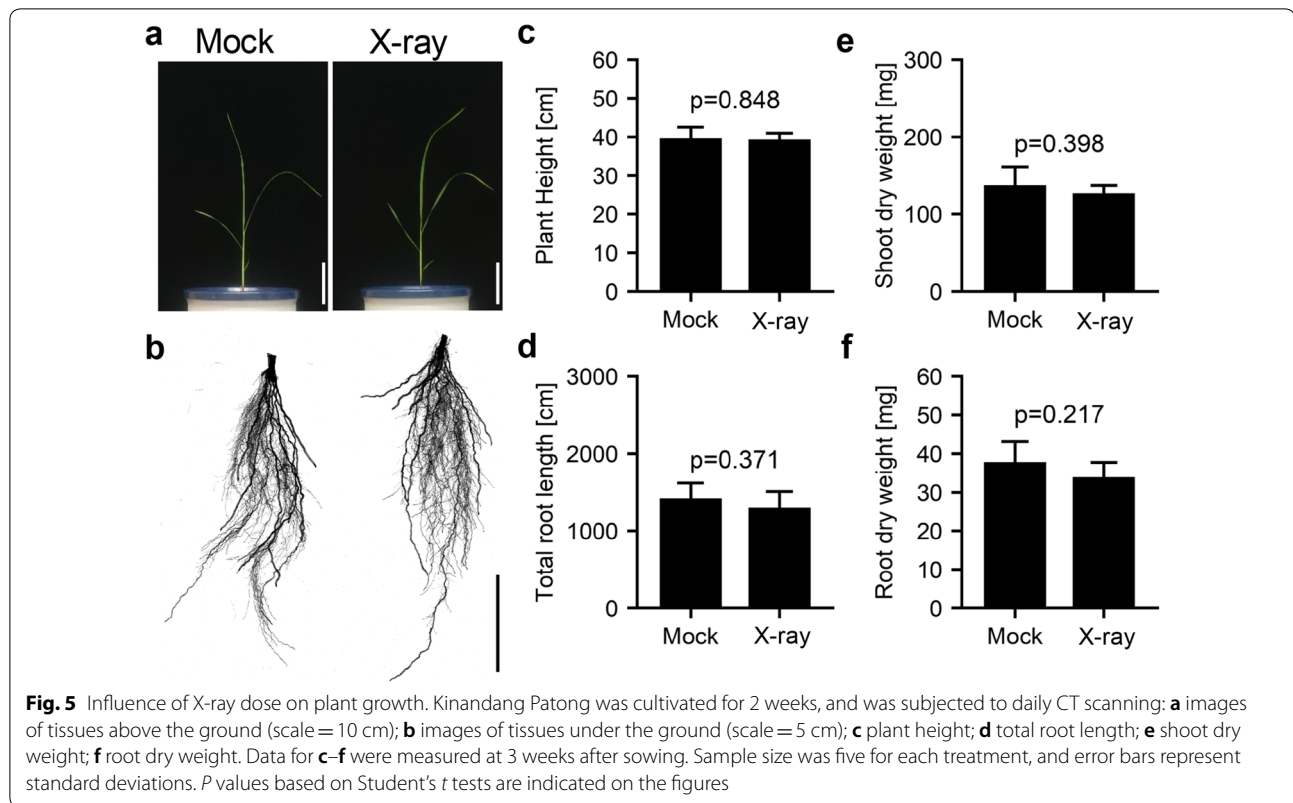 a
Mock
X-ray
b
c
60
50
40
30
20
10
0
Plant Height [cm]
p=0.848
Mock
X-ray
d
3000
2000
1000
0
Total root length [cm]
p=0.371
Mock
X-ray
e
300
200
100
0
Shoot dry weight [mg]
p=0.398
Mock
X-ray
f
60
50
40
30
20
10
0
Root dry weight [mg]
p=0.217
Mock
X-ray
Fig. 5 Influence of X-ray dose on plant growth. Kinandang Patong was cultivated for 2 weeks, and was subjected to daily CT scanning: a images
of tissues above the ground (scale = 10 cm); b images of tissues under the ground (scale = 5 cm); c plant height; d total root length; e shoot dry
weight; f root dry weight. Data for c–f were measured at 3 weeks after sowing. Sample size was five for each treatment, and error bars represent
standard deviations. P values based on Student’s t tests are indicated on the figures